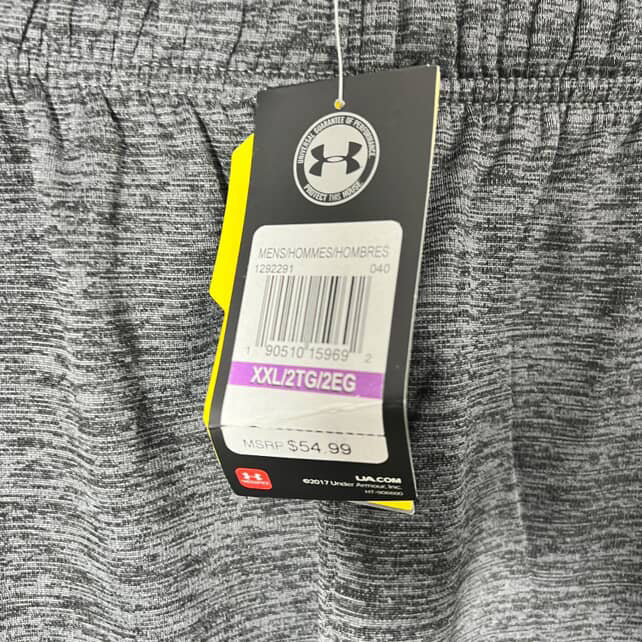 UNIVERSAL GUARANTEE OF PERFORMANCE
PROTECT THIS HOUSE
MENS/HOMMES/HOMBRES
1292291 040
1 90510 15969 2
XXL/2TG/2EG
MSRP $54.99
UA.COM
©2017 Under Armour, Inc.